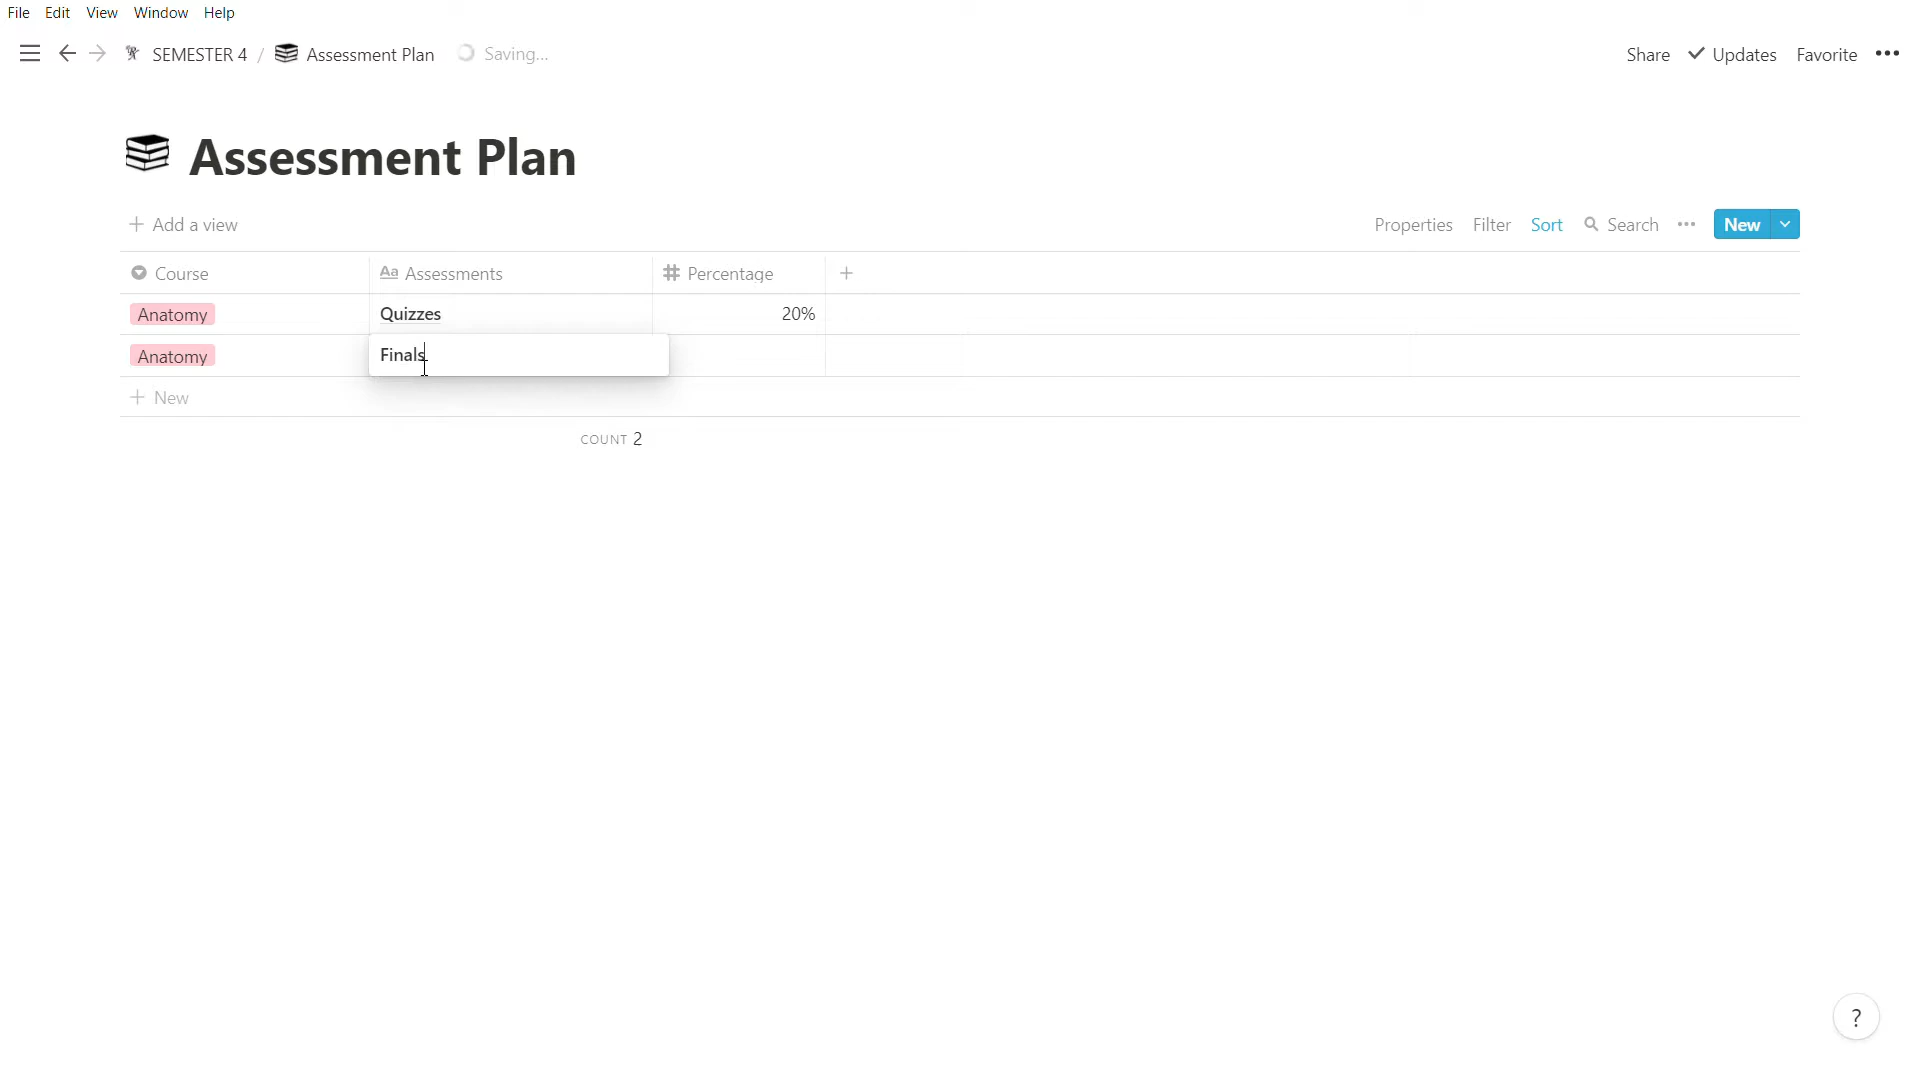 File Edit View Window Help
SEMESTER 4 / Assessment Plan Saving...
Share Updates Favorite •••
Assessment Plan
+ Add a view
Properties Filter Sort Search ••• New
Course Aa Assessments # Percentage +
Anatomy Quizzes 20%
Anatomy Finals
+ New
COUNT 2
?